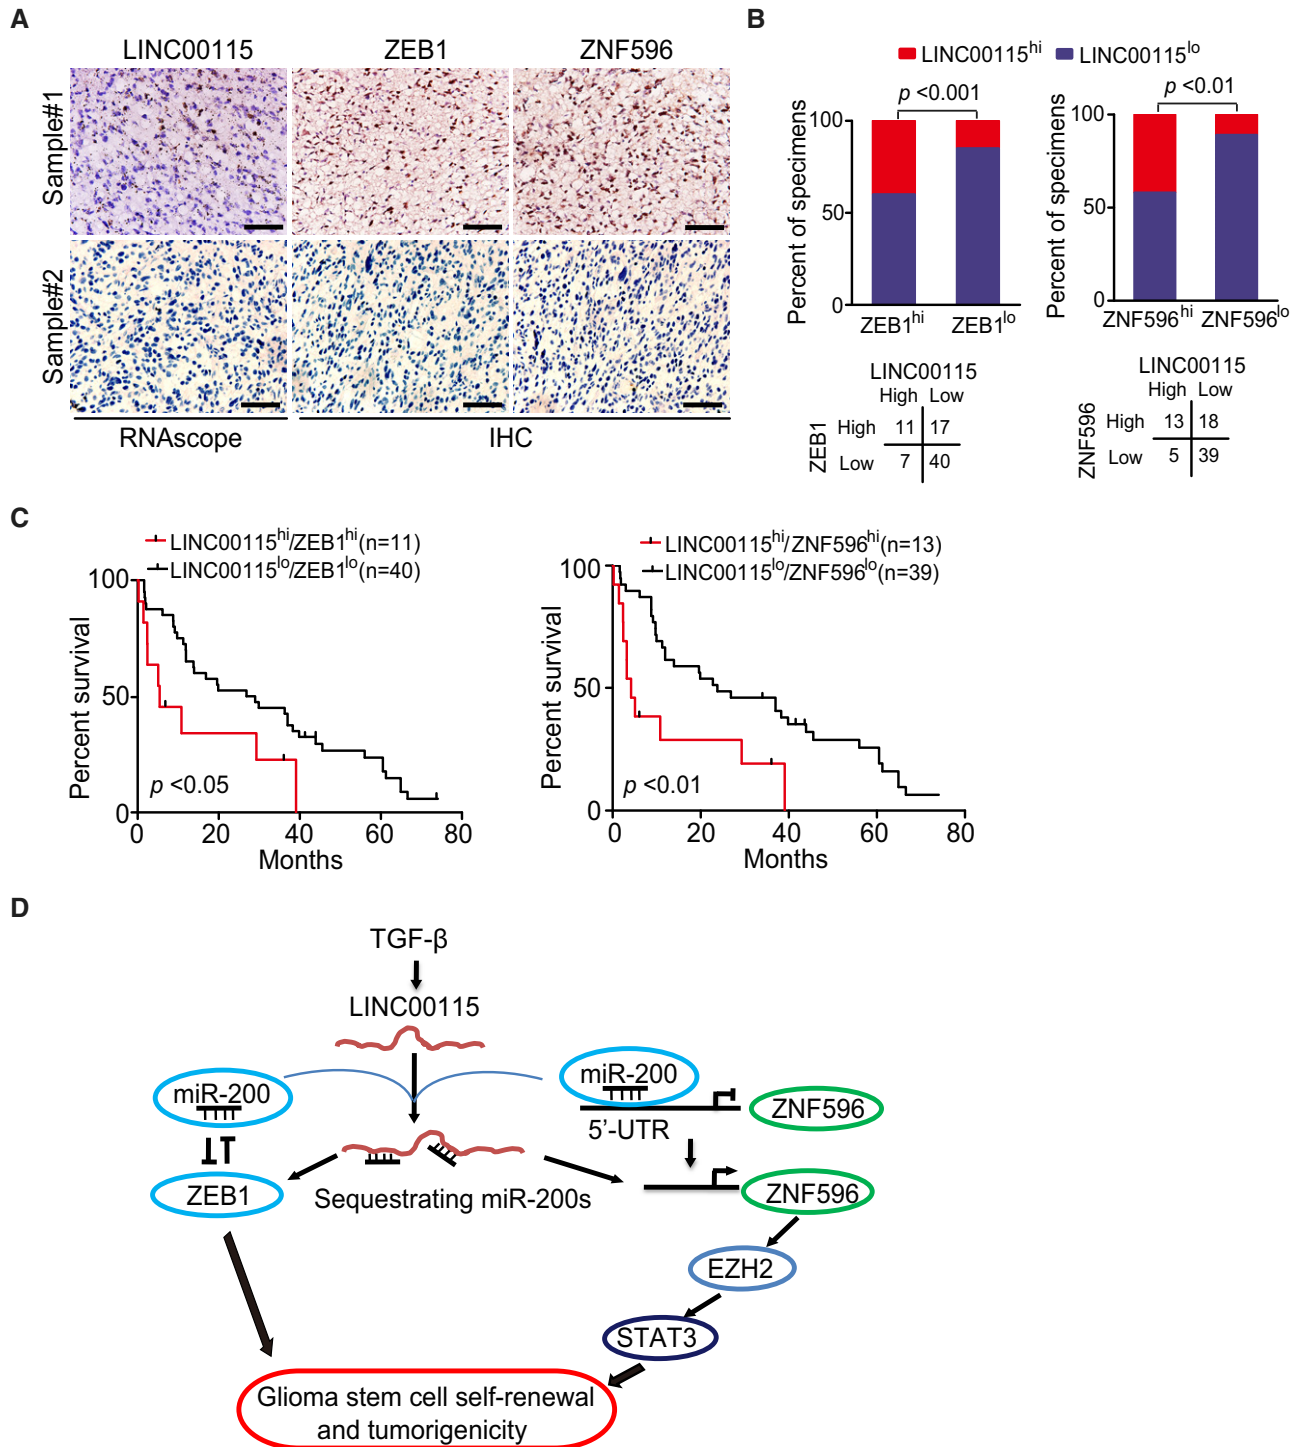 A
LINC00115 ZEB1 ZNF596
Sample#1
Sample#2
RNAscope IHC
B
LINC00115hi LINC00115lo
p <0.001
Percent of specimens
100
50
0
ZEB1hi ZEB1lo
p <0.01
Percent of specimens
100
50
0
ZNF596hi ZNF596lo
LINC00115
High Low
ZEB1
High 11 17
Low 7 40
LINC00115
High Low
ZNF596
High 13 18
Low 5 39
C
LINC00115hi/ZEB1hi(n=11)
LINC00115lo/ZEB1lo(n=40)
Percent survival
100
50
0
p <0.05
0 20 40 60 80
Months
LINC00115hi/ZNF596hi(n=13)
LINC00115lo/ZNF596lo(n=39)
Percent survival
100
50
0
p <0.01
0 20 40 60 80
Months
D
TGF-β
LINC00115
miR-200
miR-200
5’-UTR
ZNF596
ZEB1
Sequestrating miR-200s
ZNF596
EZH2
STAT3
Glioma stem cell self-renewal
and tumorigenicity